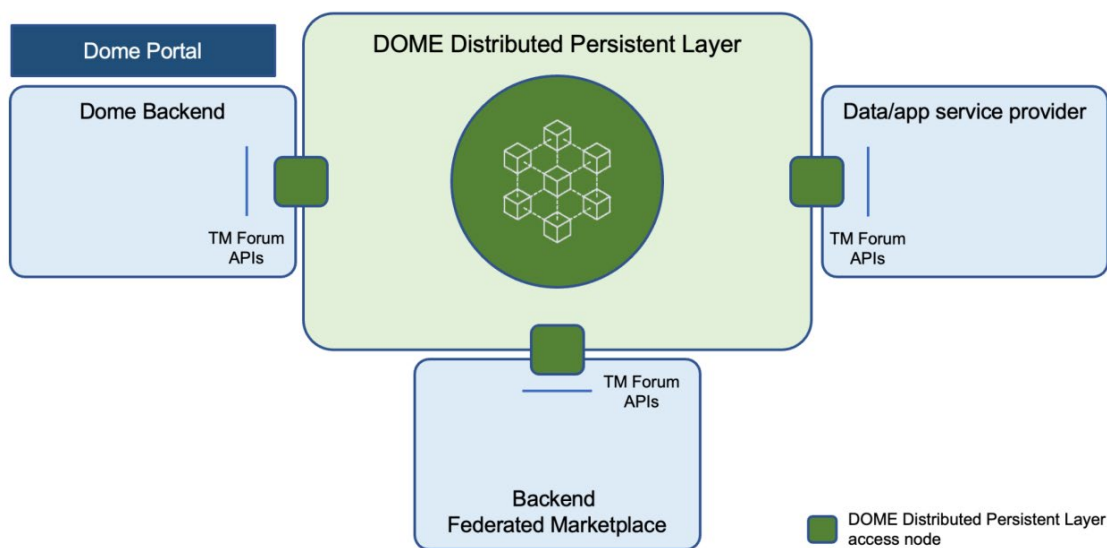 Dome Portal
DOME Distributed Persistent Layer
Dome Backend
TM Forum
APIs
Data/app service provider
TM Forum
APIs
TM Forum
APIs
Backend
Federated Marketplace
DOME Distributed Persistent Layer
access node